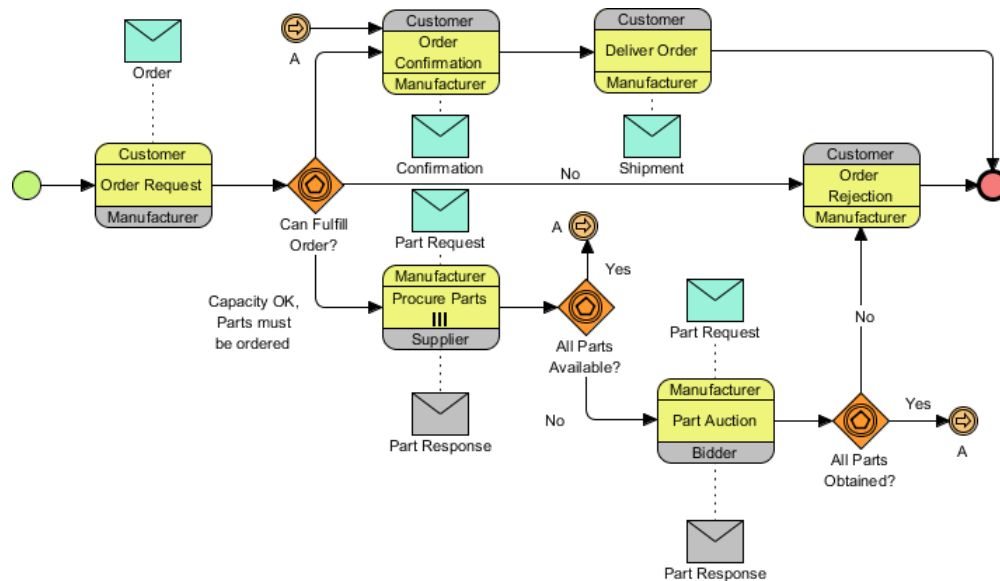 Order
A
Customer
Order
Confirmation
Manufacturer
Customer
Deliver Order
Manufacturer
Confirmation
Shipment
Customer
Order Request
Manufacturer
Can Fulfill
Order?
No
Customer
Order
Rejection
Manufacturer
Part Request
Capacity OK,
Parts must
be ordered
Manufacturer
Procure Parts
Supplier
Part Response
A
Yes
All Parts
Available?
No
Part Request
Manufacturer
Part Auction
Bidder
Part Response
No
Yes
All Parts
Obtained?
A